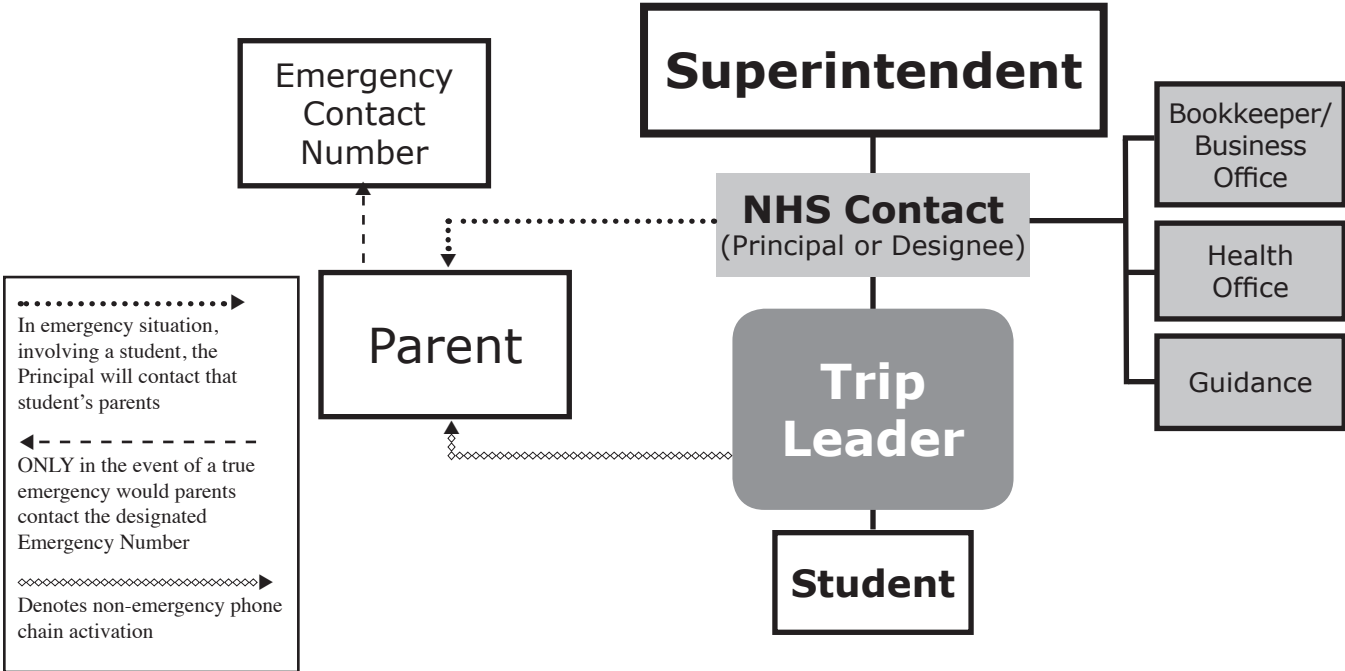 Emergency
Contact
Number
Superintendent
Bookkeeper/
Business
Office
NHS Contact
(Principal or Designee)
Health
Office
Parent
Trip
Leader
Guidance
Student
In emergency situation,
involving a student, the
Principal will contact that
student's parents
ONLY in the event of a true
emergency would parents
contact the designated
Emergency Number
Denotes non-emergency phone
chain activation